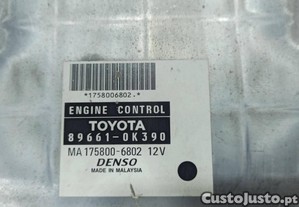 *1758006802.*
ENGINE CONTROL
TOYOTA
89661-0K390
MA 175800-6802 12V
DENSO
MADE IN MALAYSIA
CustoJusto.pt